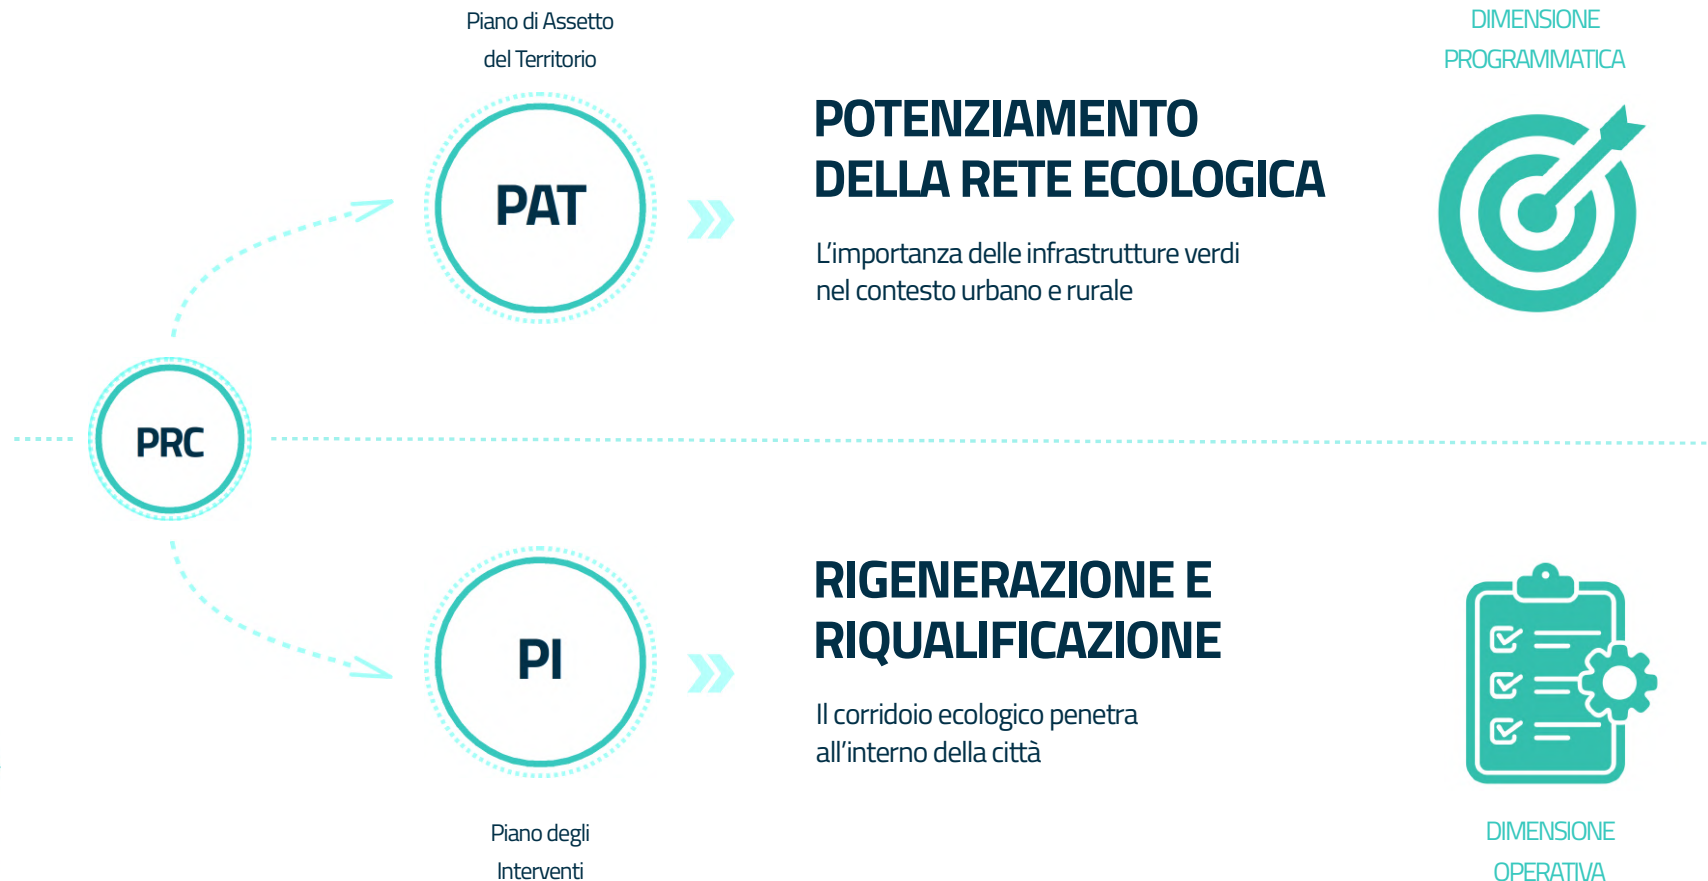 Piano di Assetto
del Territorio
PAT
POTENZIAMENTO
DELLA RETE ECOLOGICA
L'importanza delle infrastrutture verdi
nel contesto urbano e rurale
DIMENSIONE
PROGRAMMATICA
PRC
PI
Piano degli
Interventi
RIGENERAZIONE E
RIQUALIFICAZIONE
Il corridoio ecologico penetra
all'interno della città
DIMENSIONE
OPERATIVA